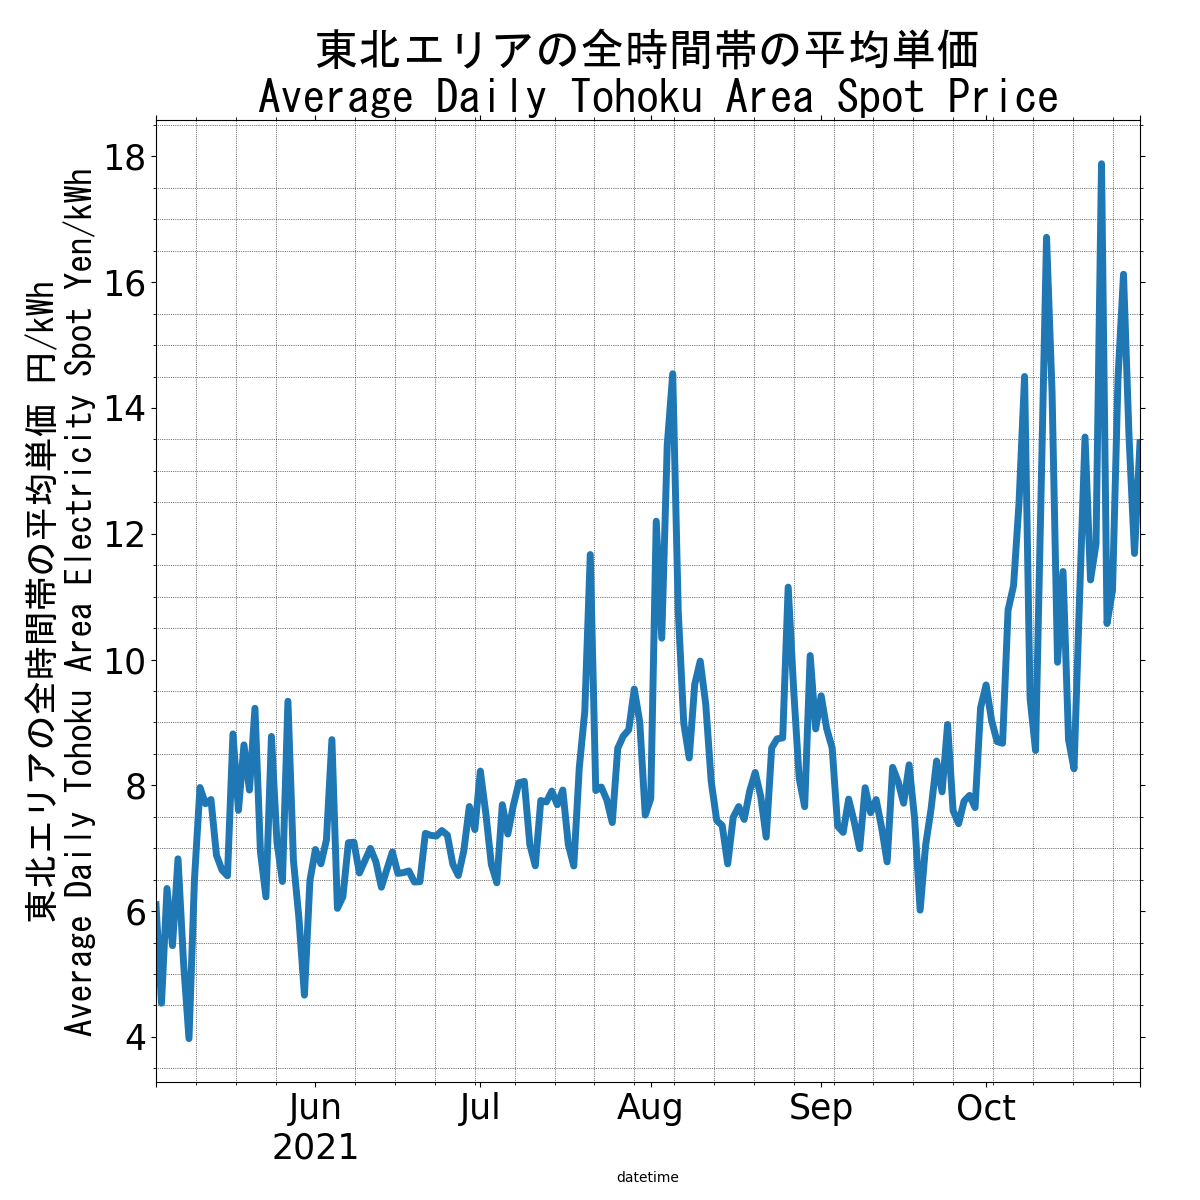 東北エリアの全時間帯の平均単価
Average Daily Tohoku Area Spot Price
東北エリアの全時間帯の平均単価 円/kWh
Average Daily Tohoku Area Electricity Spot Yen/kWh
18
16
14
12
10
8
6
4
Jun
2021
Jul
Aug
Sep
Oct
datetime